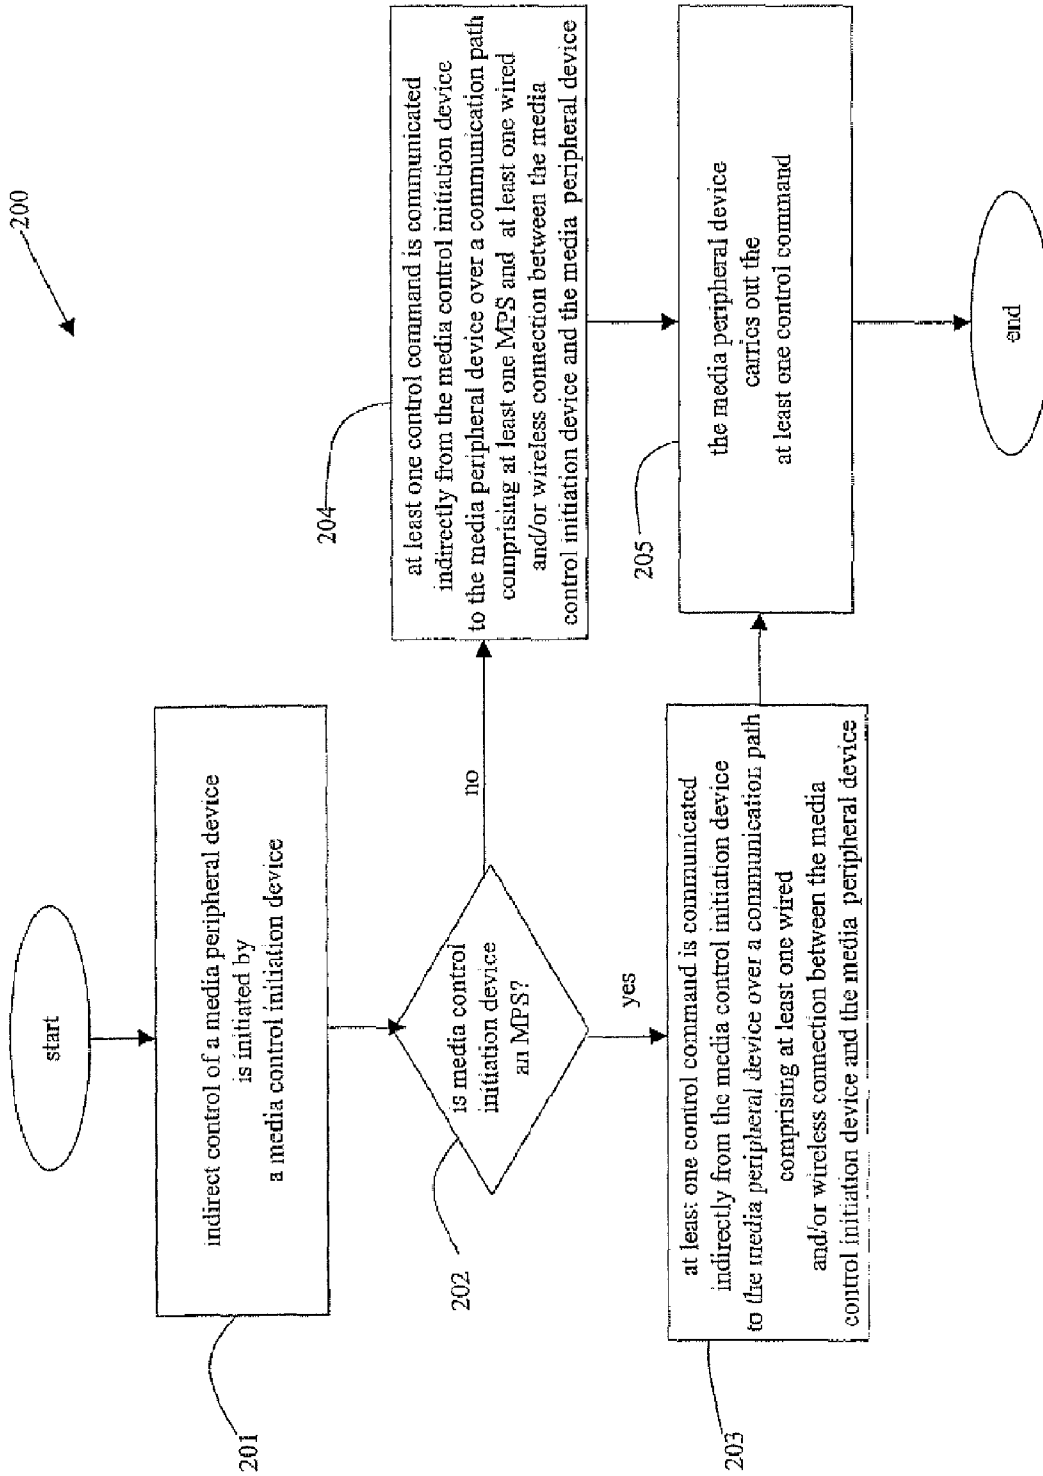 200
start
indirect control of a media peripheral device
is initiated by
a media control initiation device
201
is media control
initiation device
an MPS?
202
no
at least one control command is communicated
indirectly from the media control initiation device
to the media peripheral device over a communication path
comprising at least one MPS and at least one wired
and/or wireless connection between the media
control initiation device and the media peripheral device
204
yes
at least one control command is communicated
indirectly from the media control initiation device
to the media peripheral device over a communication path
comprising at least one wired
and/or wireless connection between the media
control initiation device and the media peripheral device
203
the media peripheral device
carries out the
at least one control command
205
end